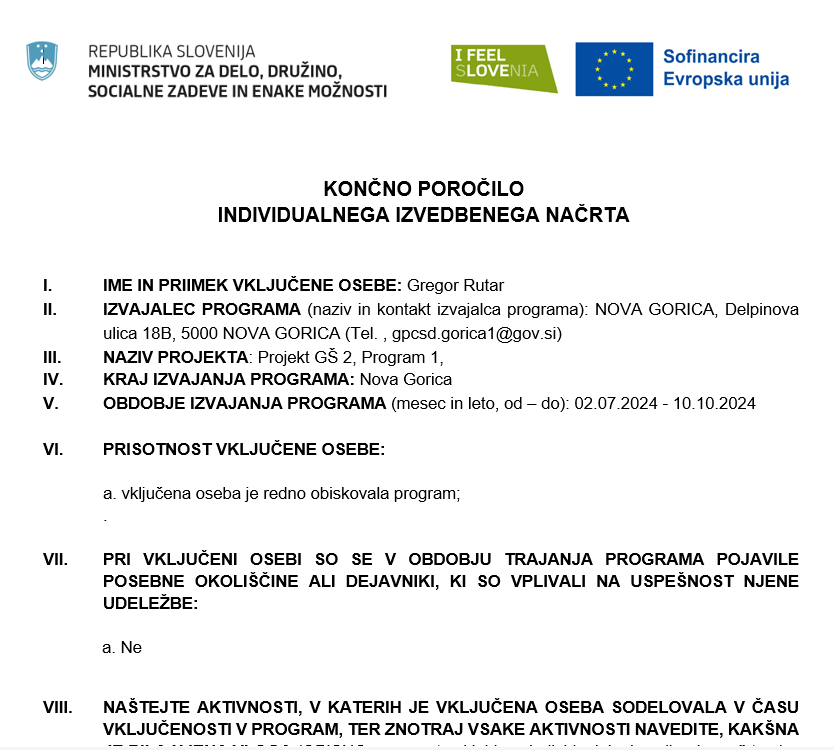 REPUBLIKA SLOVENIJA
MINISTRSTVO ZA DELO, DRUŽINO,
SOCIALNE ZADEVE IN ENAKE MOŽNOSTI
I FEEL
SLOVENIA
Sofinancira
Evropska unija
KONČNO POROČILO
INDIVIDUALNEGA IZVEDBENEGA NAČRTA
I. IME IN PRIIMEK VKLJUČENE OSEBE: Gregor Rutar
II. IZVAJALEC PROGRAMA (naziv in kontakt izvajalca programa): NOVA GORICA, Delpinova
ulica 18B, 5000 NOVA GORICA (Tel. , gpcsd.gorica1@gov.si)
III. NAZIV PROJEKTA: Projekt GŠ 2, Program 1,
IV. KRAJ IZVAJANJA PROGRAMA: Nova Gorica
V. OBDOBJE IZVAJANJA PROGRAMA (mesec in leto, od – do): 02.07.2024 - 10.10.2024
VI. PRISOTNOST VKLJUČENE OSEBE:
a. vključena oseba je redno obiskovala program;
.
VII. PRI VKLJUČENI OSEBI SO SE V OBDOBJU TRAJANJA PROGRAMA POJAVILE
POSEBNE OKOLIŠČINE ALI DEJAVNIKI, KI SO VPLIVALI NA USPEŠNOST NJENE
UDELEŽBE:
a. Ne
VIII. NAŠTEJTE AKTIVNOSTI, V KATERIH JE VKLJUČENA OSEBA SODELOVALA V ČASU
VKLJUČENOSTI V PROGRAM, TER ZNOTRAJ VSAKE AKTIVNOSTI NAVEDITE, KAKŠNA